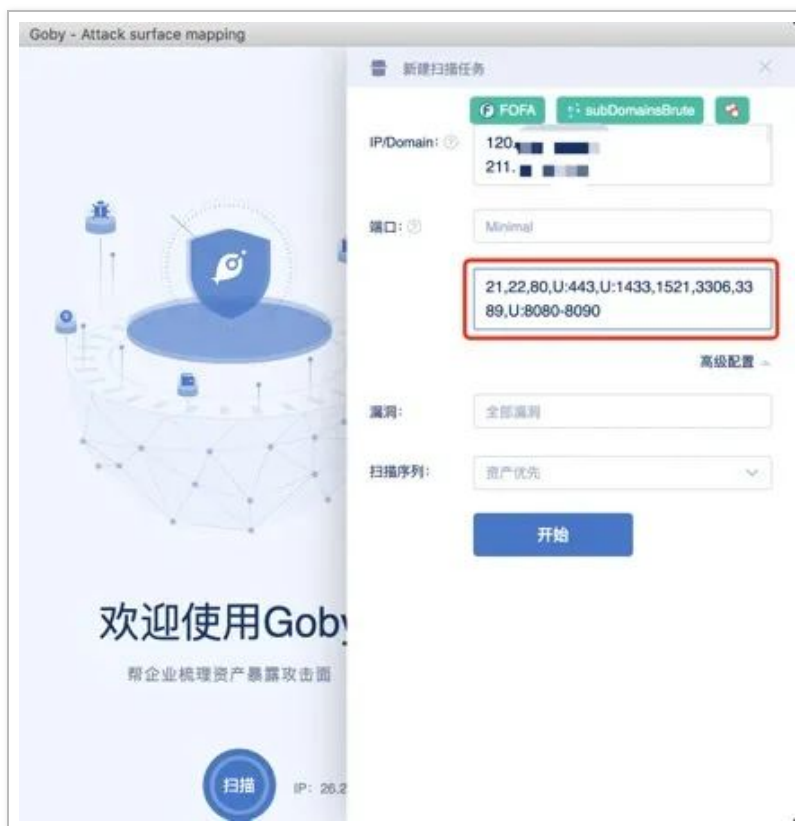 Goby - Attack surface mapping
新建扫描任务
FOFA
subDomainsBrute
IP/Domain:
120.
211.
端口:
Minimal
21,22,80,U:443,U:1433,1521,3306,33
89,U:8080-8090
高级配置
漏洞:
全部漏洞
扫描序列:
资产优先
开始
欢迎使用Goby
帮企业梳理资产暴露攻击面
扫描
IP: 26.2